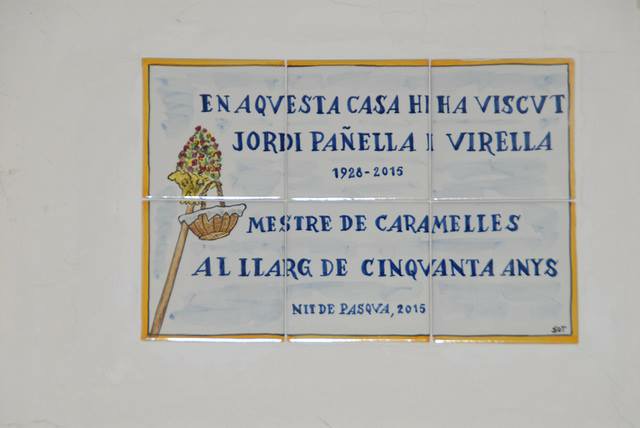 EN AQVESTA CASA HI HA VISCVT
JORDI PAÑELLA I VIRELLA
1928-2015
MESTRE DE CARAMELLES
AL LLARG DE CINQVANTA ANYS
NIT DE PASQVA, 2015
SOT